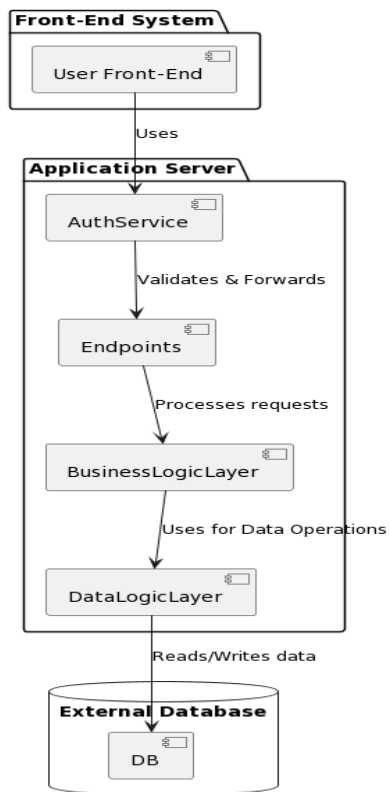 Front-End System
User Front-End
Uses
Application Server
AuthService
Validates & Forwards
Endpoints
Processes requests
BusinessLogicLayer
Uses for Data Operations
DataLogicLayer
Reads/Writes data
External Database
DB